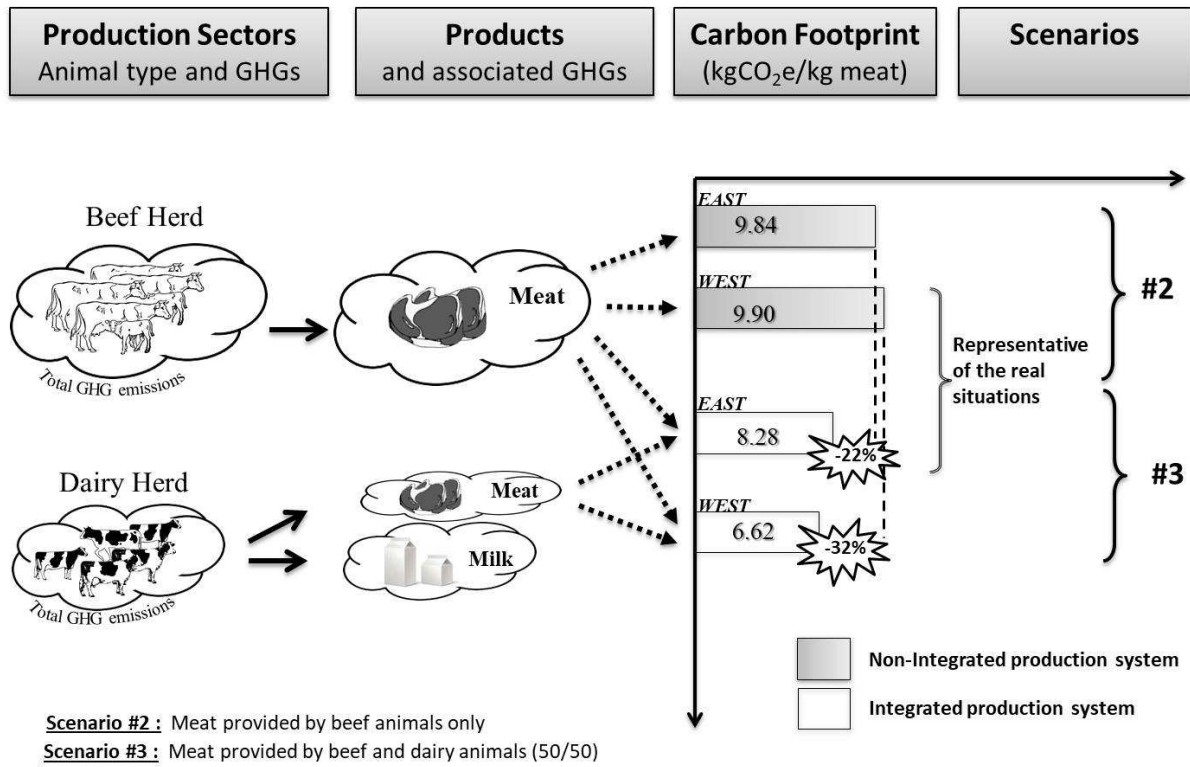 Production Sectors
Animal type and GHGs
Products
and associated GHGs
Carbon Footprint
(kgCO₂e/kg meat)
Scenarios
Beef Herd
Total GHG emissions
Meat
EAST
9.84
WEST
9.90
#2
Representative
of the real
situations
EAST
8.28
-22%
#3
Dairy Herd
Total GHG emissions
Meat
Milk
WEST
6.62
-32%
Non-Integrated production system
Integrated production system
Scenario #2 : Meat provided by beef animals only
Scenario #3 : Meat provided by beef and dairy animals (50/50)